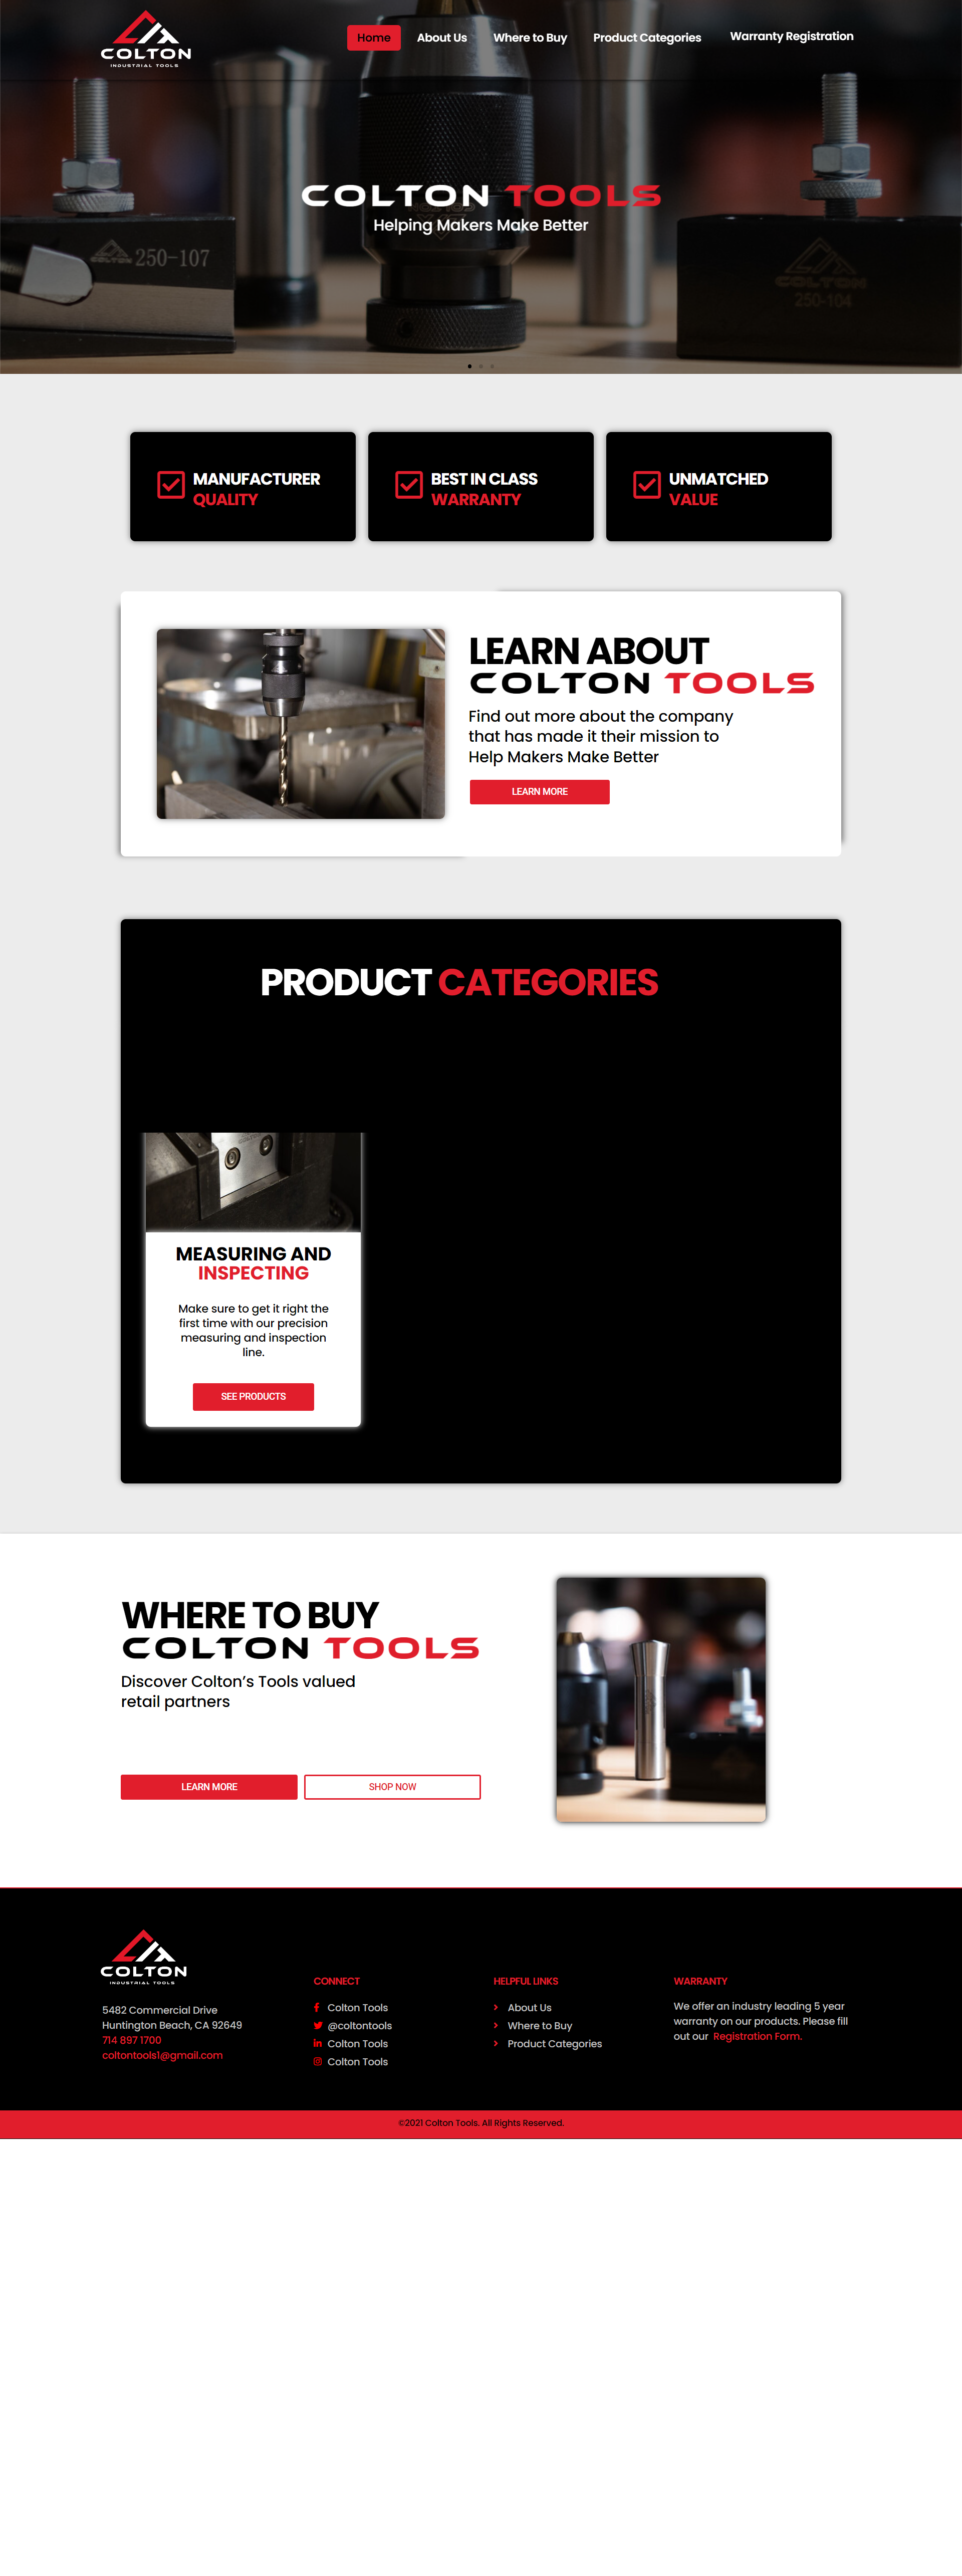 COLTON
INDUSTRIAL TOOLS
Home
About Us
Where to Buy
Product Categories
Warranty Registration
COLTON TOOLS
Helping Makers Make Better
COLTON 250-107
COLTON
250-104
MANUFACTURER
QUALITY
BEST IN CLASS
WARRANTY
UNMATCHED
VALUE
LEARN ABOUT
COLTON TOOLS
Find out more about the company
that has made it their mission to
Help Makers Make Better
LEARN MORE
PRODUCT CATEGORIES
MEASURING AND
INSPECTING
Make sure to get it right the
first time with our precision
measuring and inspection
line.
SEE PRODUCTS
WHERE TO BUY
COLTON TOOLS
Discover Colton’s Tools valued
retail partners
LEARN MORE
SHOP NOW
COLTON
INDUSTRIAL TOOLS
5482 Commercial Drive
Huntington Beach, CA 92649
714 897 1700
coltontools1@gmail.com
CONNECT
Colton Tools
@coltontools
Colton Tools
Colton Tools
HELPFUL LINKS
About Us
Where to Buy
Product Categories
WARRANTY
We offer an industry leading 5 year
warranty on our products. Please fill
out our Registration Form.
©2021 Colton Tools. All Rights Reserved.